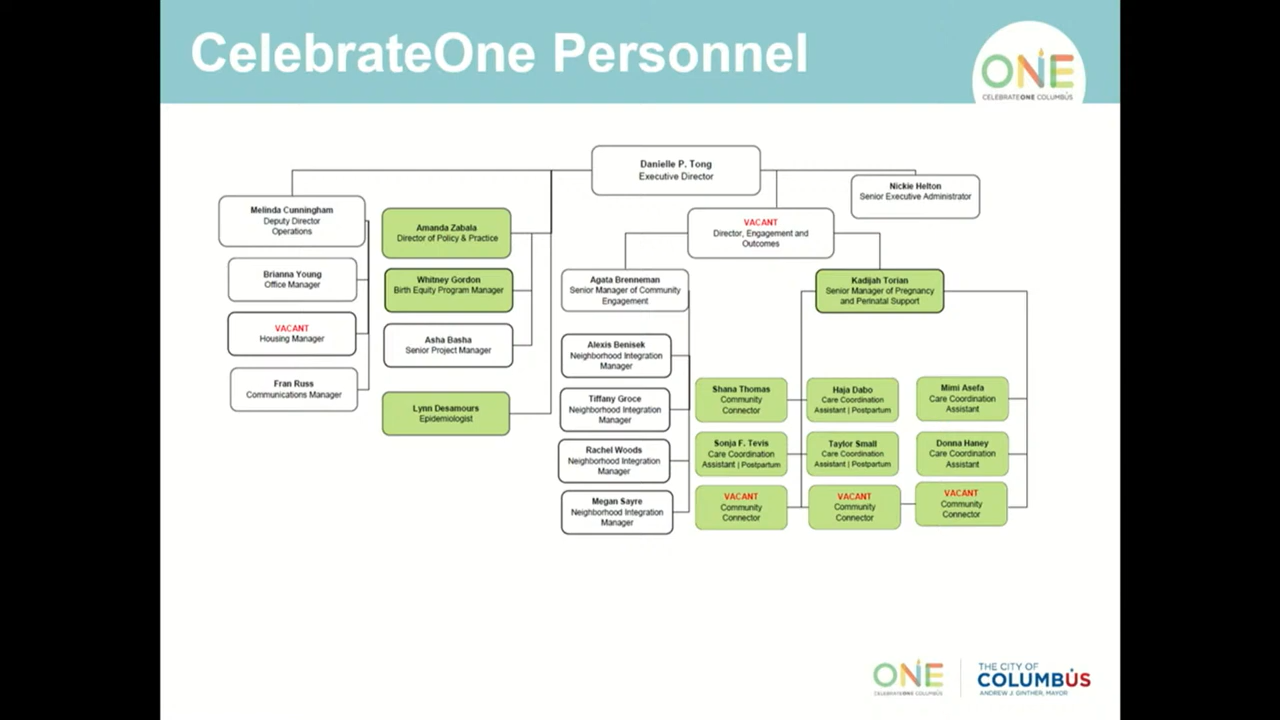 CelebrateOne Personnel
ONE
CELEBRATEONE COLUMBUS
Danielle P. Tong
Executive Director
Nickie Helton
Senior Executive Administrator
Melinda Cunningham
Deputy Director
Operations
Amanda Zabala
Director of Policy & Practice
VACANT
Director, Engagement and
Outcomes
Brianna Young
Office Manager
Whitney Gordon
Birth Equity Program Manager
Agata Brenneman
Senior Manager of Community
Engagement
Kadijah Torian
Senior Manager of Pregnancy
and Perinatal Support
VACANT
Housing Manager
Asha Basha
Senior Project Manager
Alexis Benisek
Neighborhood Integration
Manager
Fran Russ
Communications Manager
Lynn Desamours
Epidemiologist
Tiffany Groce
Neighborhood Integration
Manager
Shana Thomas
Community
Connector
Haja Dabo
Care Coordination
Assistant | Postpartum
Mimi Asefa
Care Coordination
Assistant
Rachel Woods
Neighborhood Integration
Manager
Sonja F. Tevis
Care Coordination
Assistant | Postpartum
Taylor Small
Care Coordination
Assistant | Postpartum
Donna Haney
Care Coordination
Assistant
Megan Sayre
Neighborhood Integration
Manager
VACANT
Community
Connector
VACANT
Community
Connector
VACANT
Community
Connector
ONE
CELEBRATEONE COLUMBUS
THE CITY OF
COLUMBUS
ANDREW J. GINTHER, MAYOR